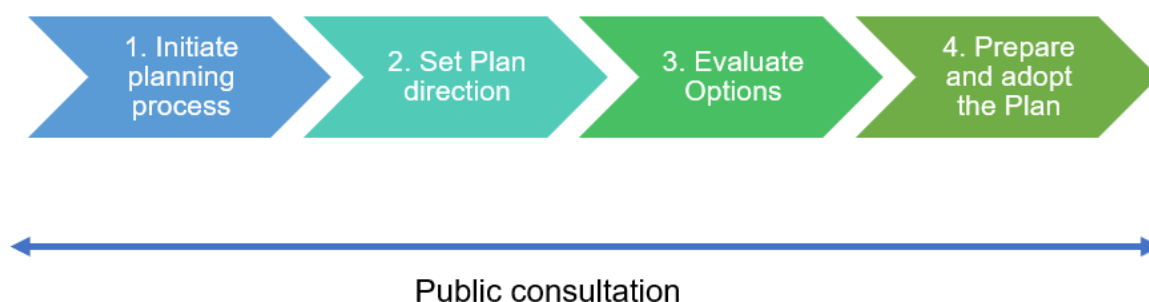 1. Initiate
planning
process
2. Set Plan
direction
3. Evaluate
Options
4. Prepare
and adopt
the Plan
Public consultation